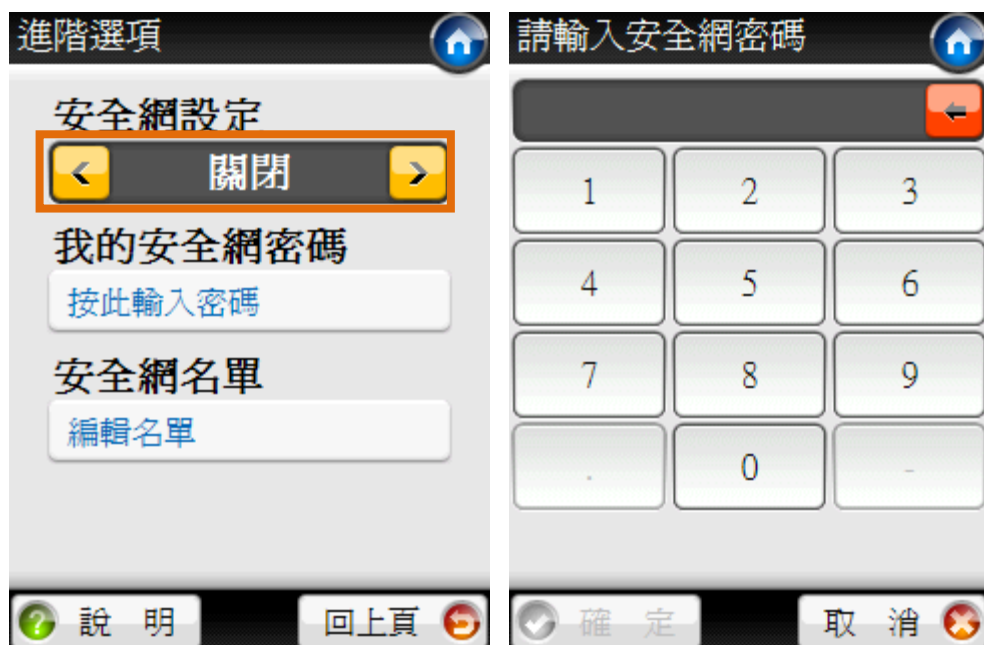 進階選項
安全網設定
關閉
我的安全網密碼
按此輸入密碼
安全網名單
編輯名單
說 明
回上頁
請輸入安全網密碼
1 2 3
4 5 6
7 8 9
. 0 -
確 定
取 消